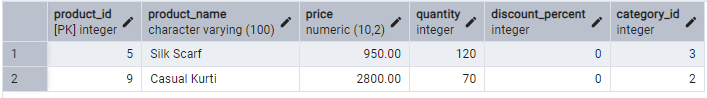 product_id product_name price quantity discount_percent category_id
[PK] integer character varying (100) numeric (10,2) integer integer integer
1 5 Silk Scarf 950.00 120 0 3
2 9 Casual Kurti 2800.00 70 0 2